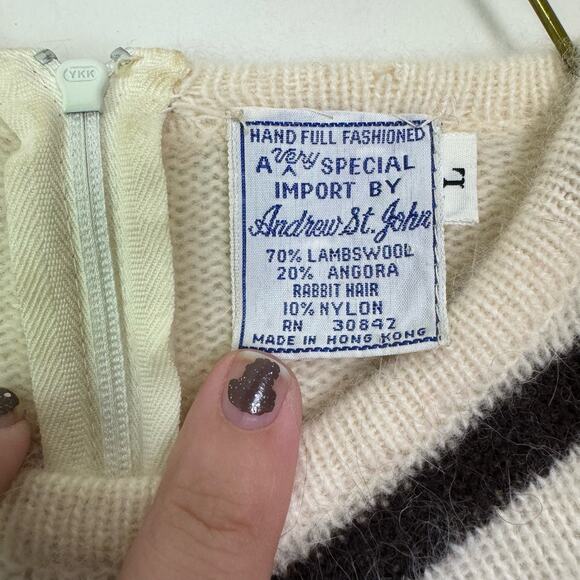 YKK
HAND FULL FASHIONED
A Very SPECIAL
IMPORT BY
Andrew St. John
70% LAMBSWOOL
20% ANGORA
RABBIT HAIR
10% NYLON
RN 30842
MADE IN HONG KONG
L